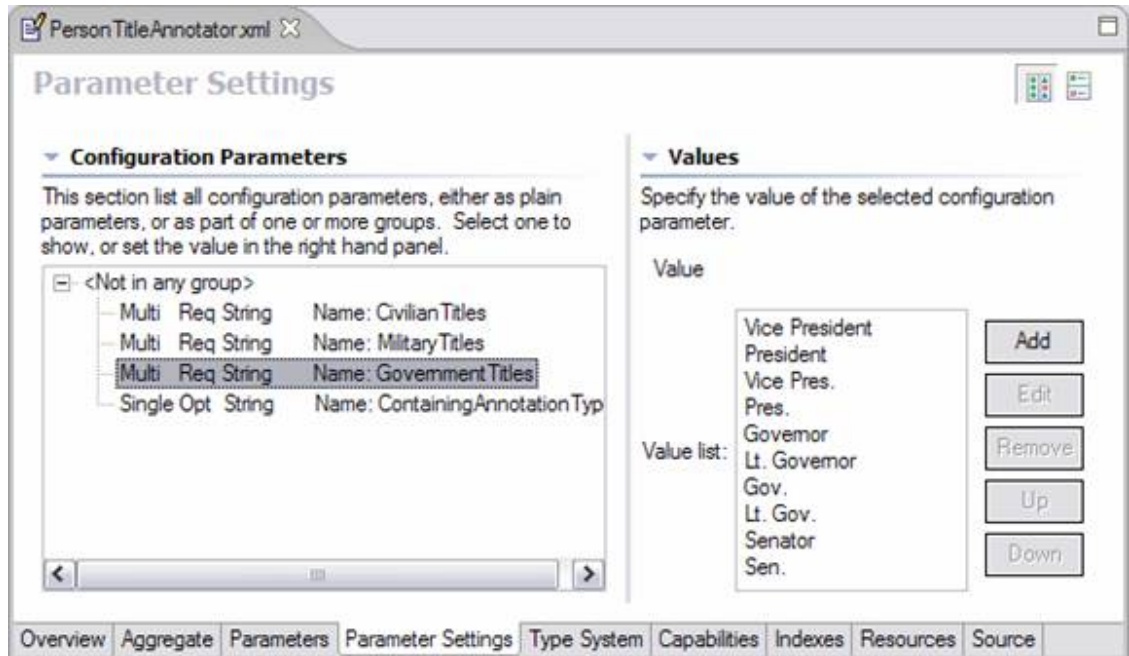 PersonTitleAnnotator.xml
Parameter Settings
Configuration Parameters
This section list all configuration parameters, either as plain
parameters, or as part of one or more groups. Select one to
show, or set the value in the right hand panel.
<Not in any group>
Multi Req String Name: CivilianTitles
Multi Req String Name: MilitaryTitles
Multi Req String Name: GovernmentTitles
Single Opt String Name: ContainingAnnotationTyp
Values
Specify the value of the selected configuration
parameter.
Value
Value list:
Vice President
President
Vice Pres.
Pres.
Governor
Lt. Governor
Gov.
Lt. Gov.
Senator
Sen.
Add
Edit
Remove
Up
Down
Overview Aggregate Parameters Parameter Settings Type System Capabilities Indexes Resources Source